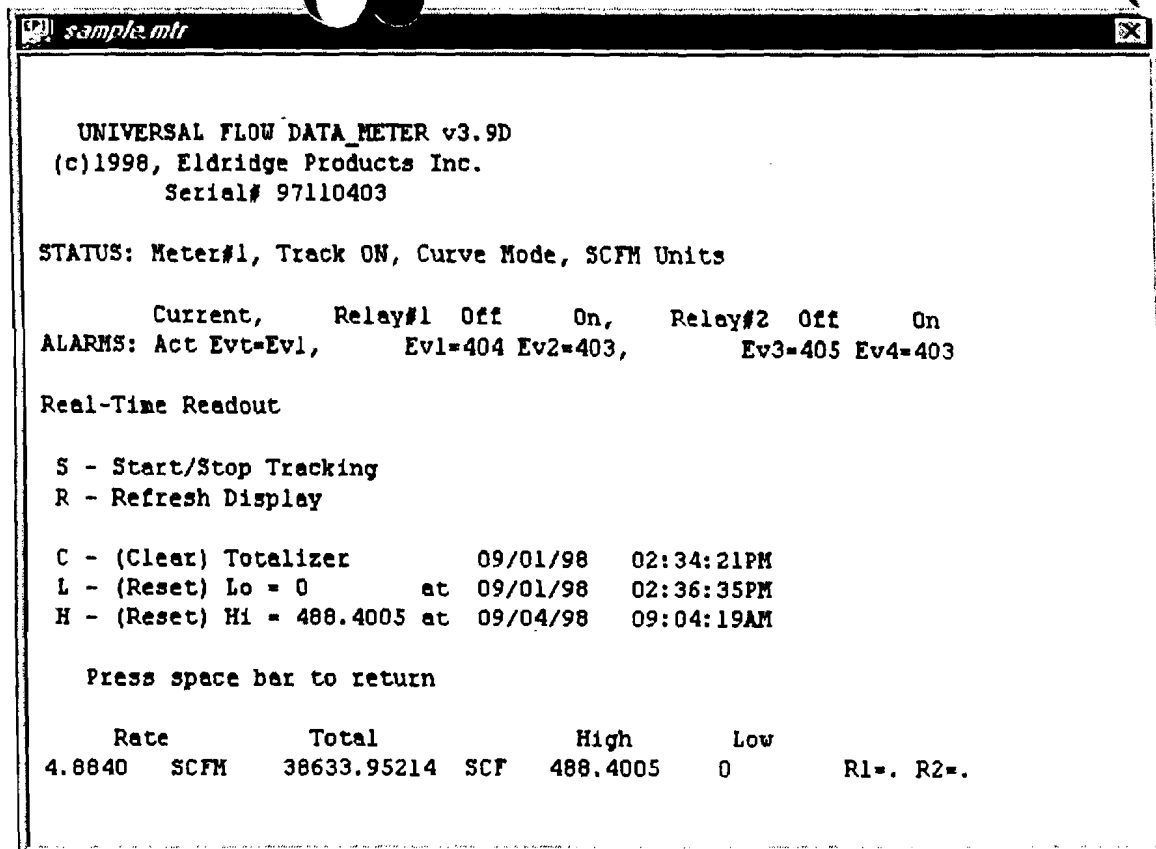 sample.mtr
UNIVERSAL FLOW DATA_METER v3.9D
(c)1998, Eldridge Products Inc.
Serial# 97110403
STATUS: Meter#1, Track ON, Curve Mode, SCFM Units
Current, Relay#1 Off On, Relay#2 Off On
ALARMS: Act Evt=Ev1, Ev1=404 Ev2=403, Ev3=405 Ev4=403
Real-Time Readout
S - Start/Stop Tracking
R - Refresh Display
C - (Clear) Totalizer 09/01/98 02:34:21PM
L - (Reset) Lo = 0 at 09/01/98 02:36:35PM
H - (Reset) Hi = 488.4005 at 09/04/98 09:04:19AM
Press space bar to return
Rate Total High Low
4.8840 SCFM 38633.95214 SCF 488.4005 0 R1=. R2=.